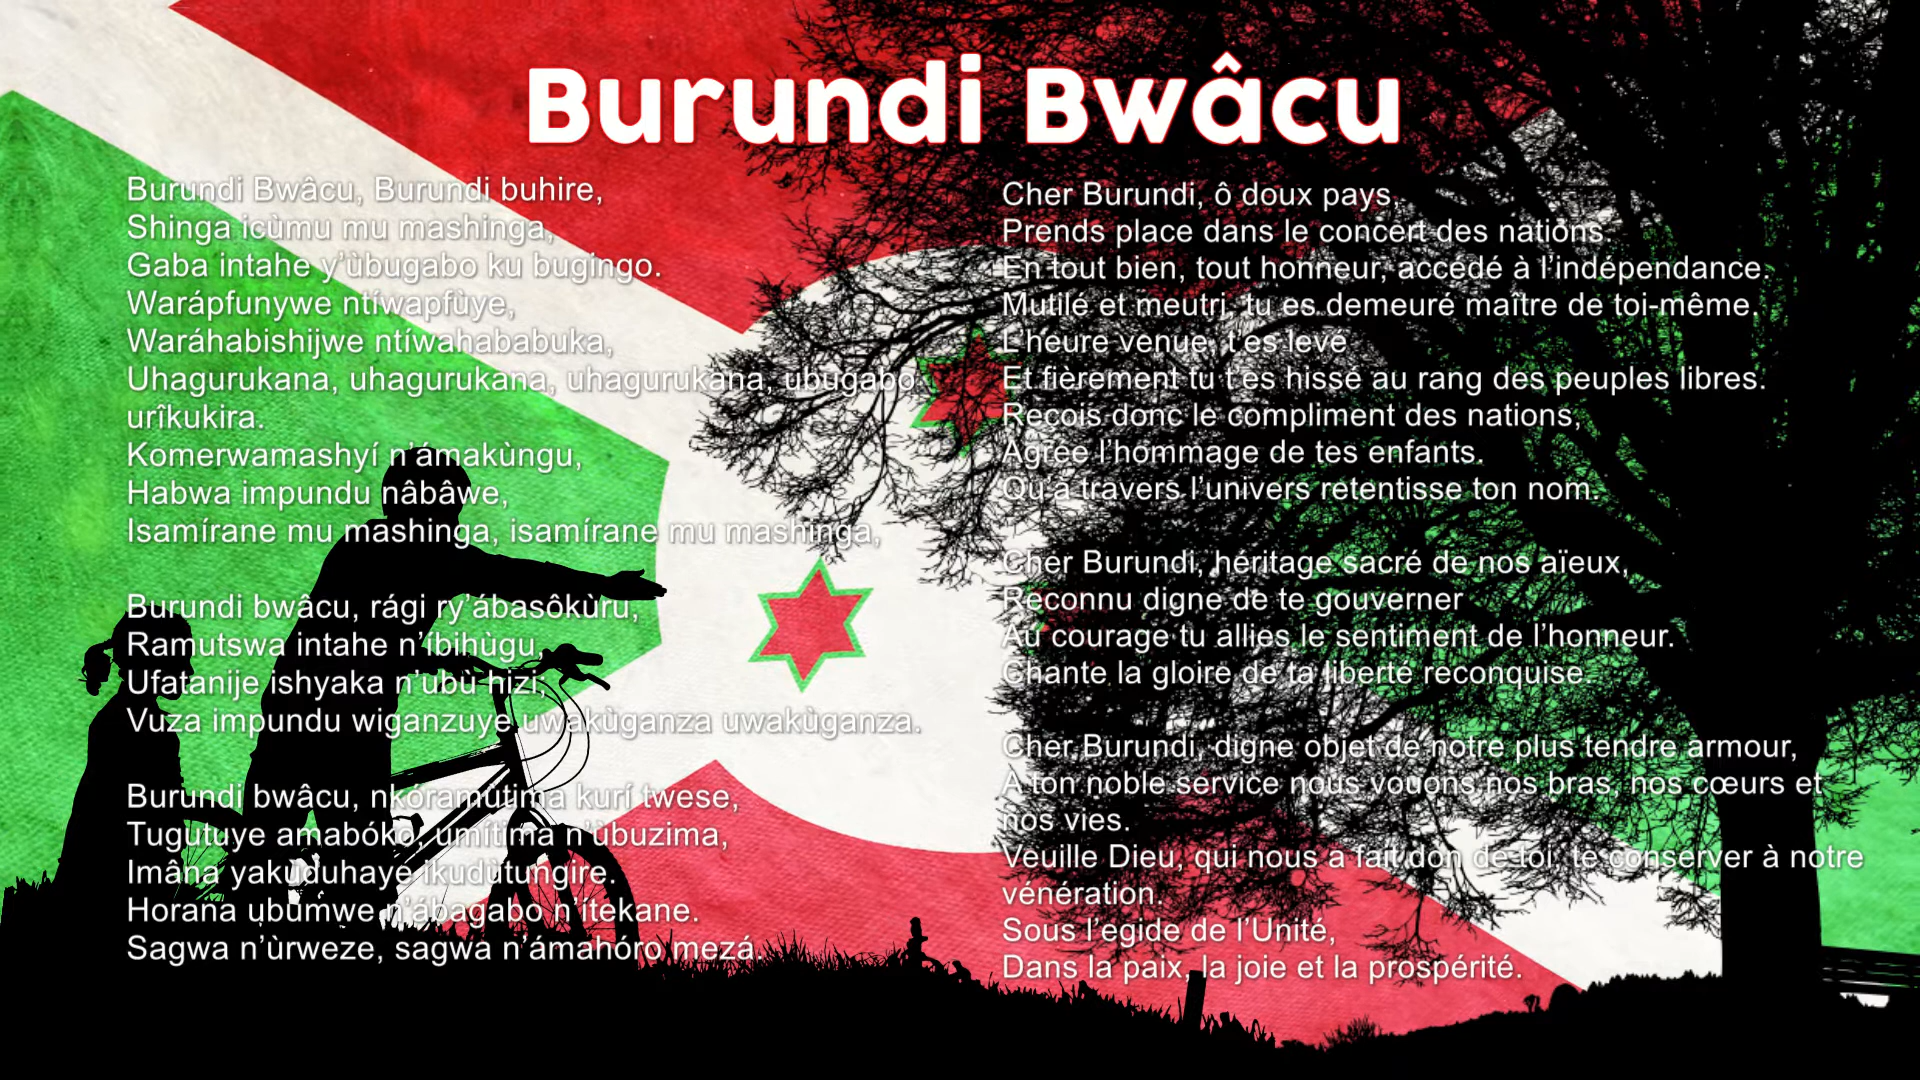 Burundi Bwâcu
Burundi Bwâcu, Burundi buhire,
Shinga icùmu mu mashinga,
Gaba intahe y’ùbugabo ku bugingo.
Warápfunywe ntíwapfùye,
Waráhabishijwe ntíwahababuka,
Uhagurukana, uhagurukana, uhagurukana, ubugabo
urîkukira.
Komerwamashyí n’ámakùngu,
Habwa impundu nâbâwe,
Isamírane mu mashinga, isamírane mu mashinga,

Burundi bwâcu, rági ry’ábasôkùru,
Ramutswa intahe n’íbihùgu,
Ufatanije ishyaka n’ubù hizi;
Vuza impundu wiganzuye uwakùganza uwakùganza.

Burundi bwâcu, nkóramútima kurí twese,
Tugutuye amabóko, umítima n’ùbuzima,
Imâna yakùduhaye ikudùtungire.
Horana ubùmwe n’ábagabo n’ítekane.
Sagwa n’ùrweze, sagwa n’ámahóro mezá.

Cher Burundi, ô doux pays,
Prends place dans le concert des nations.
En tout bien, tout honneur, accédé à l’indépendance.
Mutilé et meutri, tu es demeuré maître de toi-même.
L’heure venue, t’es levé
Et fièrement tu t’es hissé au rang des peuples libres.
Reçois donc le compliment des nations,
Agrée l’hommage de tes enfants.
Qu’à travers l’univers retentisse ton nom.

Cher Burundi, héritage sacré de nos aïeux,
Reconnu digne de te gouverner
Au courage tu allies le sentiment de l’honneur.
Chante la gloire de ta liberté reconquise.

Cher Burundi, digne objet de notre plus tendre armour,
A ton noble service nous vouons nos bras, nos cœurs et
nos vies.
Veuille Dieu, qui nous a fait don de toi, te conserver à notre
vénération.
Sous l’egide de l’Unité,
Dans la paix, la joie et la prospérité.